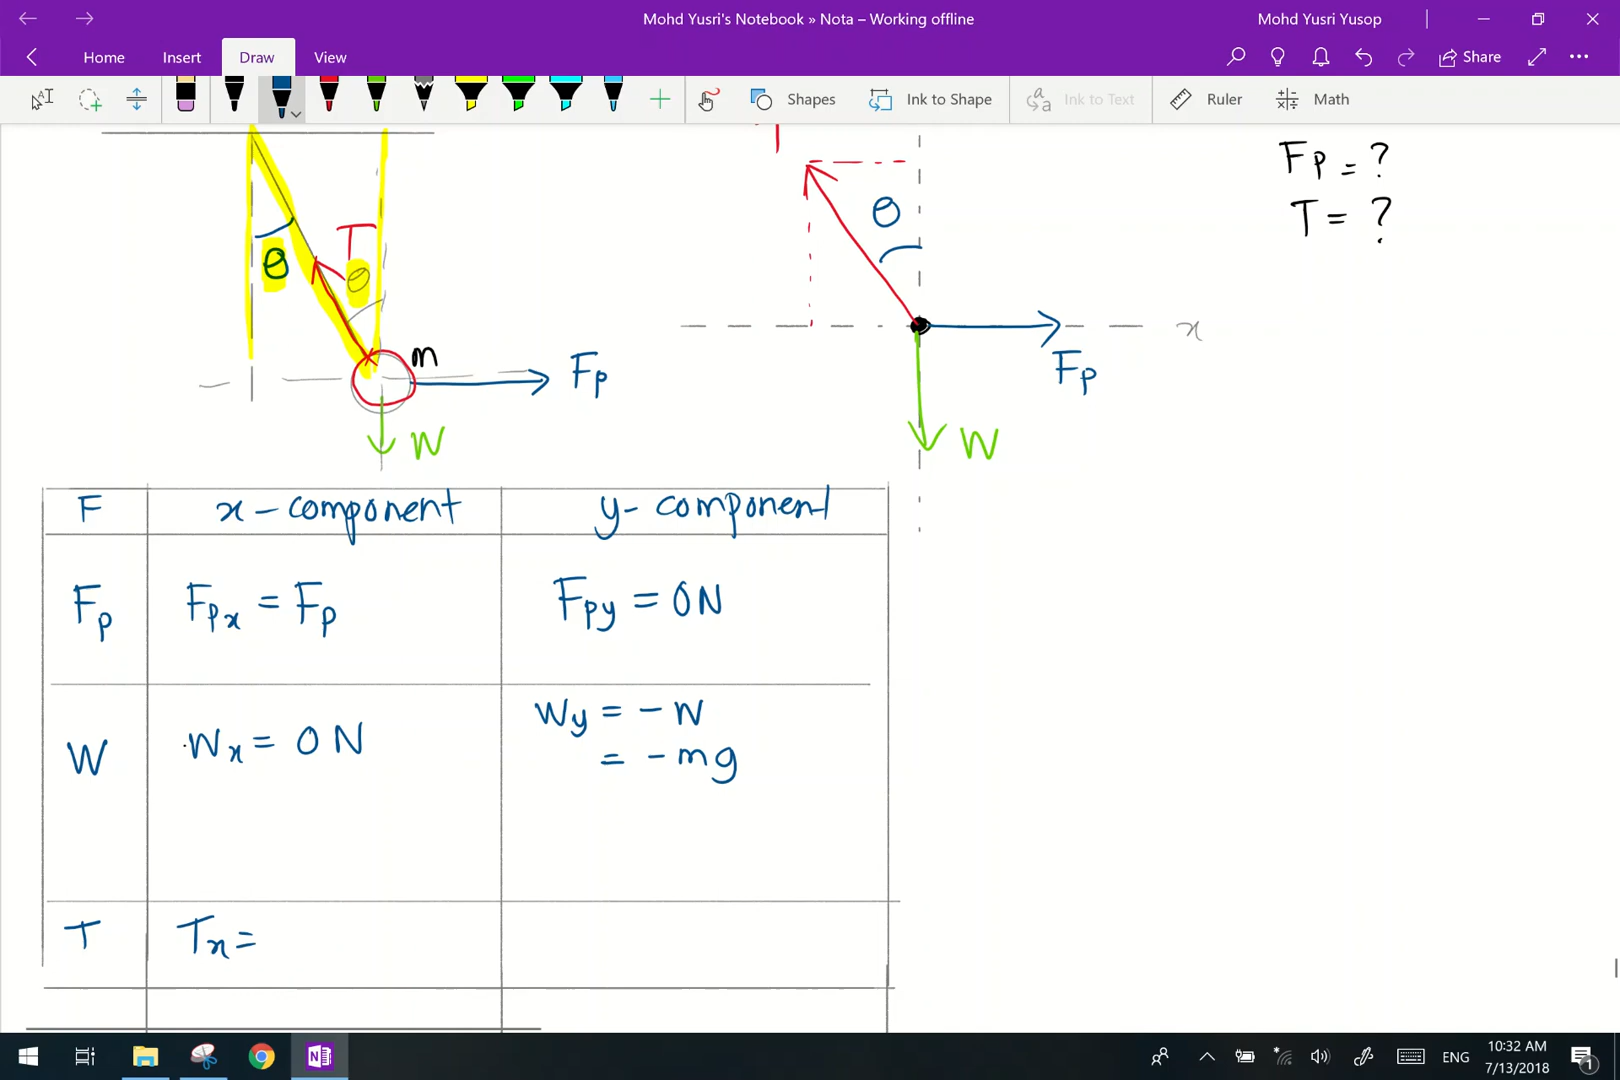 Mohd Yusri's Notebook » Nota – Working offline
Mohd Yusri Yusop
Home Insert Draw View
Share
Shapes Ink to Shape Ink to Text Ruler Math
Fp = ?
T = ?
θ
T
θ
θ
m
Fp
W
x
Fp
W
F x - component y - component
Fp Fpx = Fp Fpy = 0N
W Wx = 0 N Wy = - W
= - mg
T Tx =
ENG
10:32 AM
7/13/2018
1